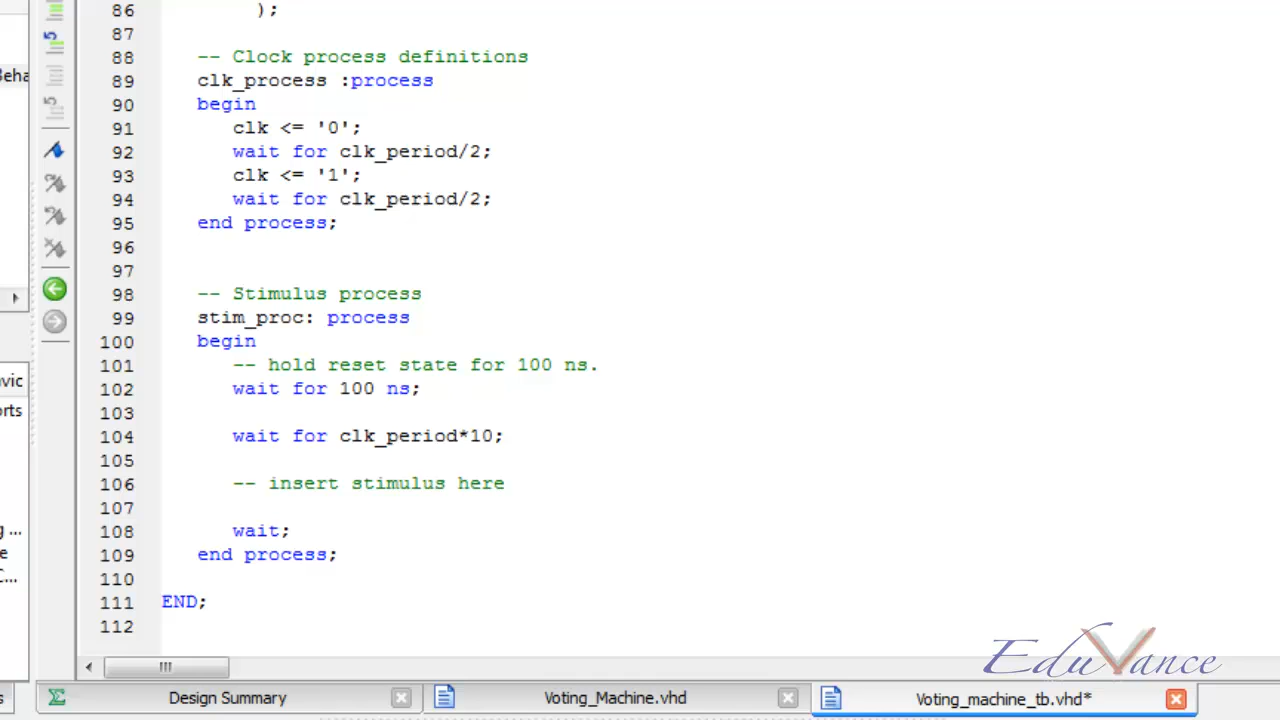 86 );
87
88 -- Clock process definitions
89 clk_process :process
90 begin
91 clk <= '0';
92 wait for clk_period/2;
93 clk <= '1';
94 wait for clk_period/2;
95 end process;
96
97
98 -- Stimulus process
99 stim_proc: process
100 begin
101 -- hold reset state for 100 ns.
102 wait for 100 ns;
103
104 wait for clk_period*10;
105
106 -- insert stimulus here
107
108 wait;
109 end process;
110
111 END;
112
Beha
avic
orts
g ...
e
C...
EduVance
s Design Summary Voting_Machine.vhd Voting_machine_tb.vhd*